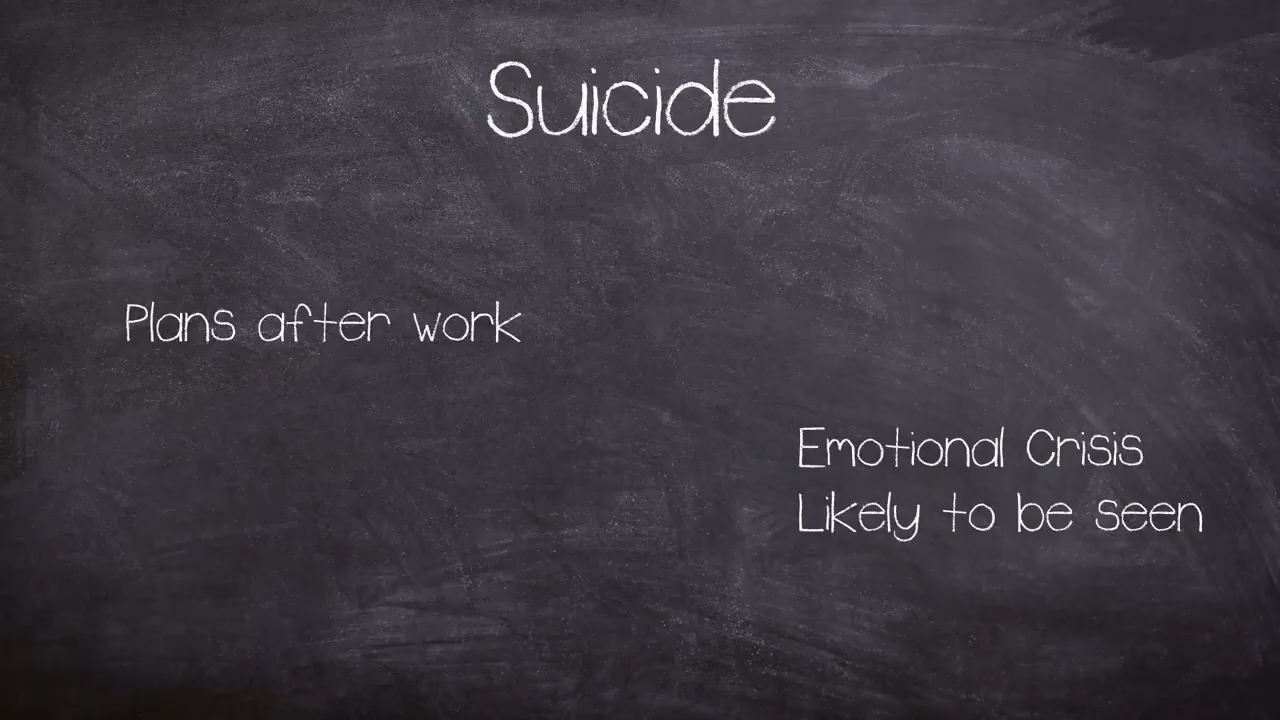 Suicide
Plans after work
Emotional Crisis
Likely to be seen